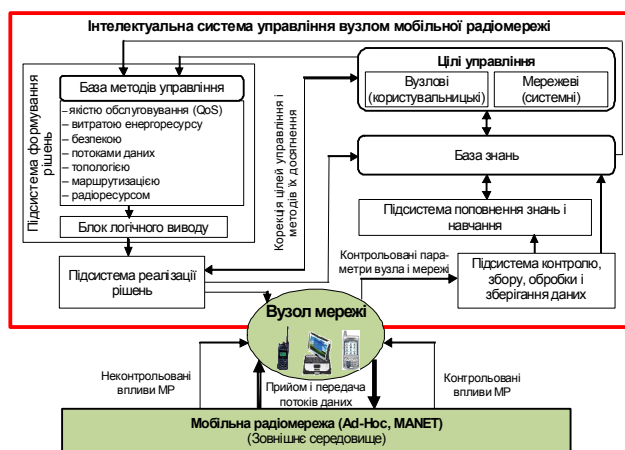 Інтелектуальна система управління вузлом мобільної радіомережі
Підсистема формування
рішень
База методів управління
– якістю обслуговування (QoS)
– витратою енергоресурсу
– безпекою
– потоками даних
– топологією
– маршрутизацією
– радіоресурсом
Блок логічного виводу
Підсистема реалізації
рішень
Корекція цілей управління і
методів їх досягнення
Цілі управління
Вузлові
(користувальницькі)
Мережеві
(системні)
База знань
Підсистема поповнення знань і
навчання
Контрольовані пара-
метри вузла і мережі
Підсистема контролю,
збору, обробки і
зберігання даних
Вузол мережі
Неконтрольовані
впливи МР
Прийом і передача
потоків даних
Контрольовані
впливи МР
Мобільна радіомережа (Ad-Hoc, MANET)
(Зовнішнє середовище)